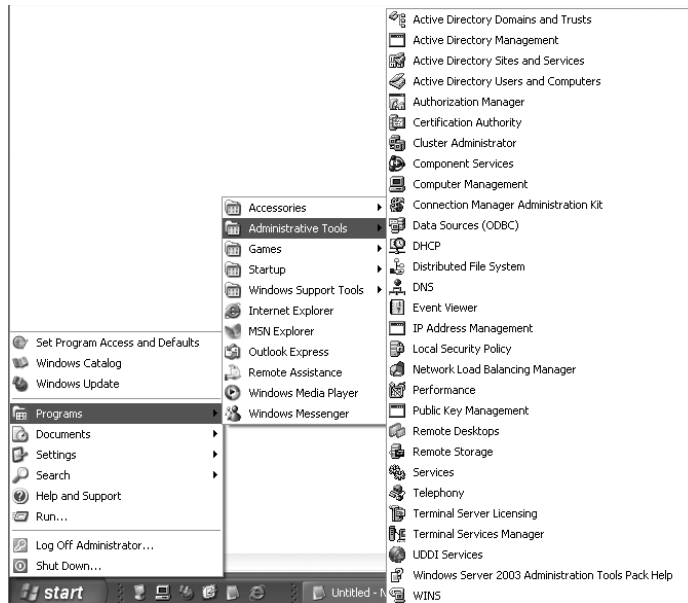 Set Program Access and Defaults
Windows Catalog
Windows Update
Programs
Documents
Settings
Search
Help and Support
Run...
Log Off Administrator...
Shut Down...
start
Untitled - N
Accessories
Administrative Tools
Games
Startup
Windows Support Tools
Internet Explorer
MSN Explorer
Outlook Express
Remote Assistance
Windows Media Player
Windows Messenger
Active Directory Domains and Trusts
Active Directory Management
Active Directory Sites and Services
Active Directory Users and Computers
Authorization Manager
Certification Authority
Cluster Administrator
Component Services
Computer Management
Connection Manager Administration Kit
Data Sources (ODBC)
DHCP
Distributed File System
DNS
Event Viewer
IP Address Management
Local Security Policy
Network Load Balancing Manager
Performance
Public Key Management
Remote Desktops
Remote Storage
Services
Telephony
Terminal Server Licensing
Terminal Services Manager
UDDI Services
Windows Server 2003 Administration Tools Pack Help
WINS